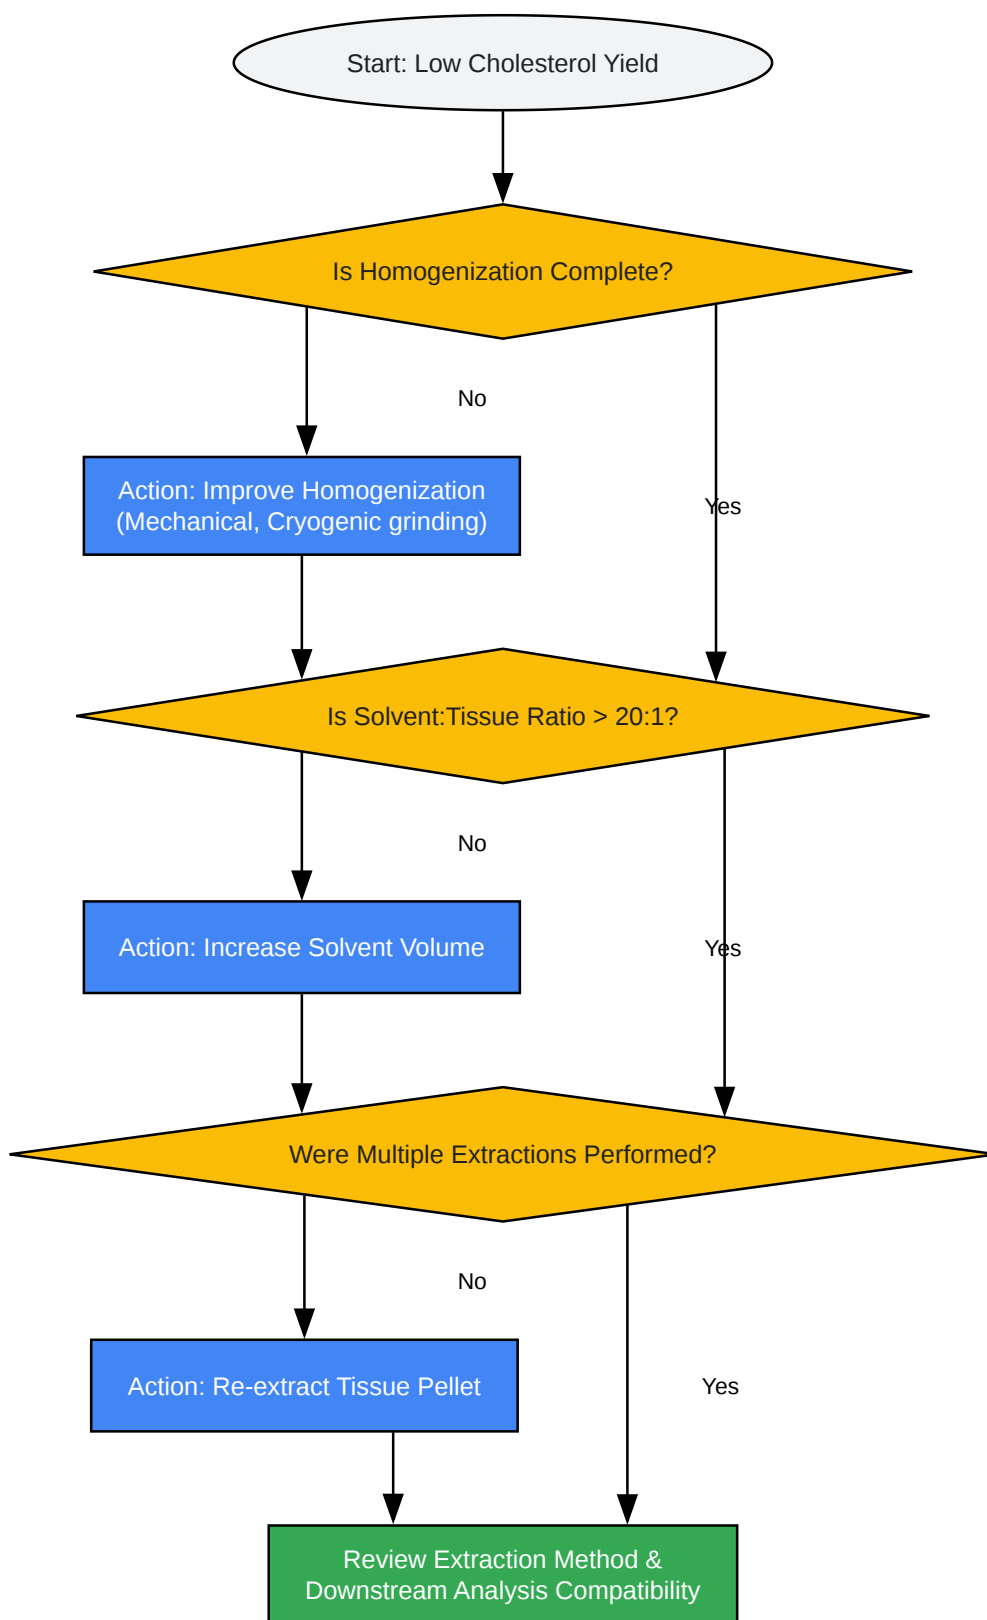 Start: Low Cholesterol Yield
Is Homogenization Complete?
No
Action: Improve Homogenization
(Mechanical, Cryogenic grinding)
Yes
Is Solvent:Tissue Ratio > 20:1?
No
Action: Increase Solvent Volume
Yes
Were Multiple Extractions Performed?
No
Action: Re-extract Tissue Pellet
Yes
Review Extraction Method &
Downstream Analysis Compatibility